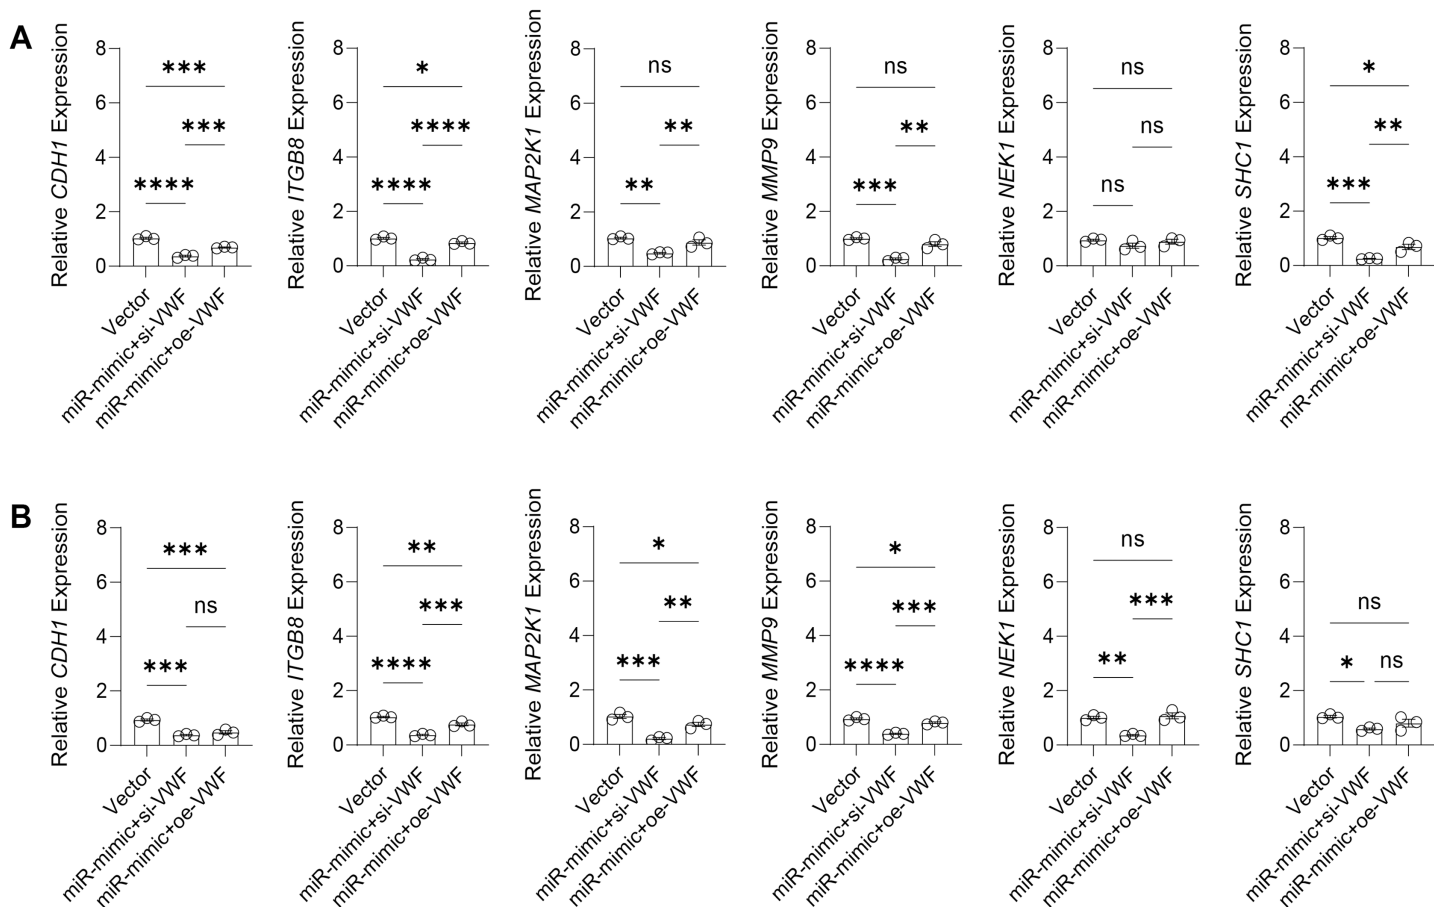 A
Relative CDH1 Expression
8
6
4
2
0
***
***
****
Vector
miR-mimic+si-VWF
miR-mimic+oe-VWF
Relative ITGB8 Expression
8
6
4
2
0
*
****
****
Vector
miR-mimic+si-VWF
miR-mimic+oe-VWF
Relative MAP2K1 Expression
8
6
4
2
0
ns
**
**
Vector
miR-mimic+si-VWF
miR-mimic+oe-VWF
Relative MMP9 Expression
8
6
4
2
0
ns
**
***
Vector
miR-mimic+si-VWF
miR-mimic+oe-VWF
Relative NEK1 Expression
8
6
4
2
0
ns
ns
ns
Vector
miR-mimic+si-VWF
miR-mimic+oe-VWF
Relative SHC1 Expression
8
6
4
2
0
*
**
***
Vector
miR-mimic+si-VWF
miR-mimic+oe-VWF
B
Relative CDH1 Expression
8
6
4
2
0
***
ns
***
Vector
miR-mimic+si-VWF
miR-mimic+oe-VWF
Relative ITGB8 Expression
8
6
4
2
0
**
***
****
Vector
miR-mimic+si-VWF
miR-mimic+oe-VWF
Relative MAP2K1 Expression
8
6
4
2
0
*
**
***
Vector
miR-mimic+si-VWF
miR-mimic+oe-VWF
Relative MMP9 Expression
8
6
4
2
0
*
***
****
Vector
miR-mimic+si-VWF
miR-mimic+oe-VWF
Relative NEK1 Expression
8
6
4
2
0
ns
***
**
Vector
miR-mimic+si-VWF
miR-mimic+oe-VWF
Relative SHC1 Expression
8
6
4
2
0
ns
*
ns
Vector
miR-mimic+si-VWF
miR-mimic+oe-VWF